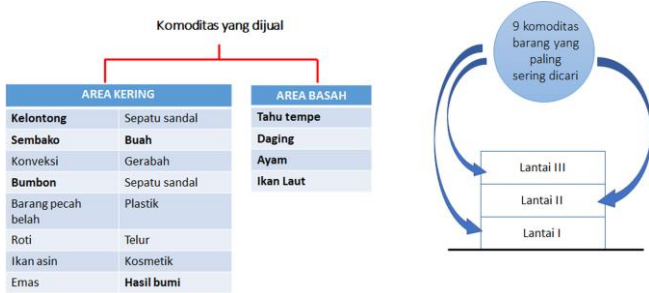 Komoditas yang dijual
AREA KERING
Kelontong Sepatu sandal
Sembako Buah
Konveksi Gerabah
Bumbon Sepatu sandal
Barang pecah Plastik
belah
Roti Telur
Ikan asin Kosmetik
Emas Hasil bumi
AREA BASAH
Tahu tempe
Daging
Ayam
Ikan Laut
9 komoditas
barang yang
paling
sering dicari
Lantai III
Lantai II
Lantai I